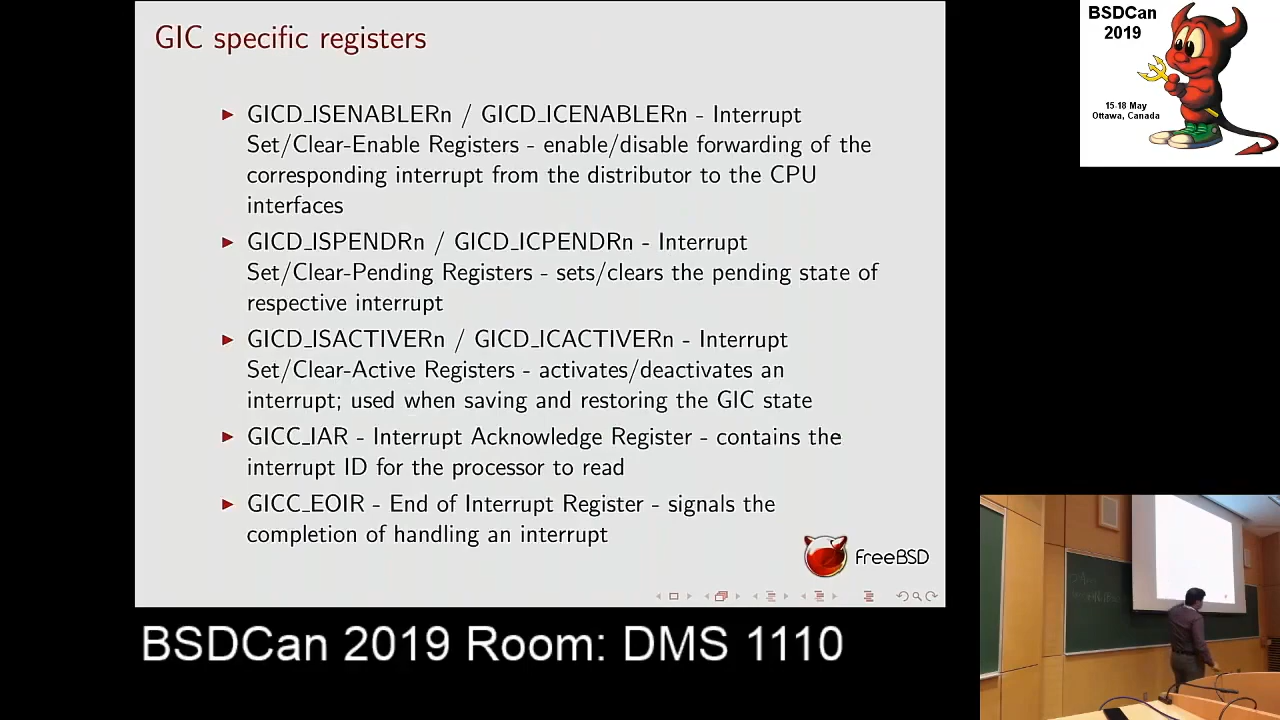 GIC specific registers
GICD_ISENABLERn / GICD_ICENABLERn - Interrupt
Set/Clear-Enable Registers - enable/disable forwarding of the
corresponding interrupt from the distributor to the CPU
interfaces
GICD_ISPENDRn / GICD_ICPENDRn - Interrupt
Set/Clear-Pending Registers - sets/clears the pending state of
respective interrupt
GICD_ISACTIVERn / GICD_ICACTIVERn - Interrupt
Set/Clear-Active Registers - activates/deactivates an
interrupt; used when saving and restoring the GIC state
GICC_IAR - Interrupt Acknowledge Register - contains the
interrupt ID for the processor to read
GICC_EOIR - End of Interrupt Register - signals the
completion of handling an interrupt
FreeBSD
BSDCan 2019 Room: DMS 1110
BSDCan
2019
15-18 May
Ottawa, Canada